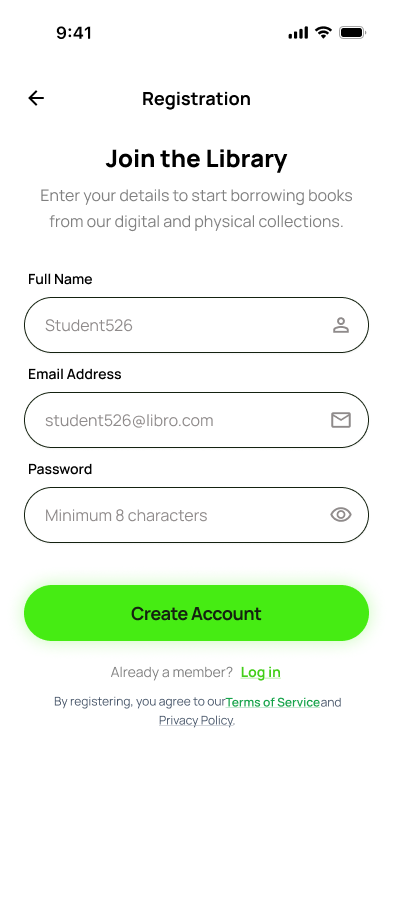 9:41
Registration
Join the Library
Enter your details to start borrowing books
from our digital and physical collections.
Full Name
Student526
Email Address
student526@libro.com
Password
Minimum 8 characters
Create Account
Already a member? Log in
By registering, you agree to ourTerms of Serviceand
Privacy Policy.